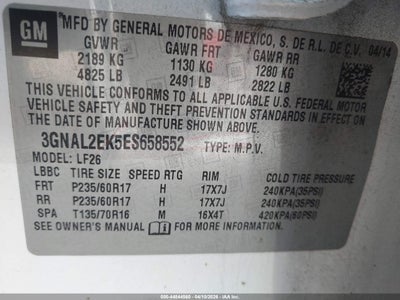 GM
MFD BY GENERAL MOTORS DE MEXICO, S. DE R.L. DE C.V. 04/14
GVWR GAWR FRT GAWR RR
2189 KG 1130 KG 1280 KG
4825 LB 2491 LB 2822 LB
THIS VEHICLE CONFORMS TO ALL APPLICABLE U.S. FEDERAL MOTOR
VEHICLE SAFETY, BUMPER, AND THEFT PREVENTION STANDARDS
IN EFFECT ON THE DATE OF MANUFACTURE SHOWN ABOVE.
3GNAL2EK5ES658552 TYPE: M.P.V.
MODEL: LF26
LBBC TIRE SIZE SPEED RTG RIM COLD TIRE PRESSURE
FRT P235/60R17 H 17X7J 240KPA(35PSI)
RR P235/60R17 H 17X7J 240KPA(35PSI)
SPA T135/70R16 M 16X4T 420KPA(60PSI)
SEE OWNER'S MANUAL FOR MORE INFORMATION.